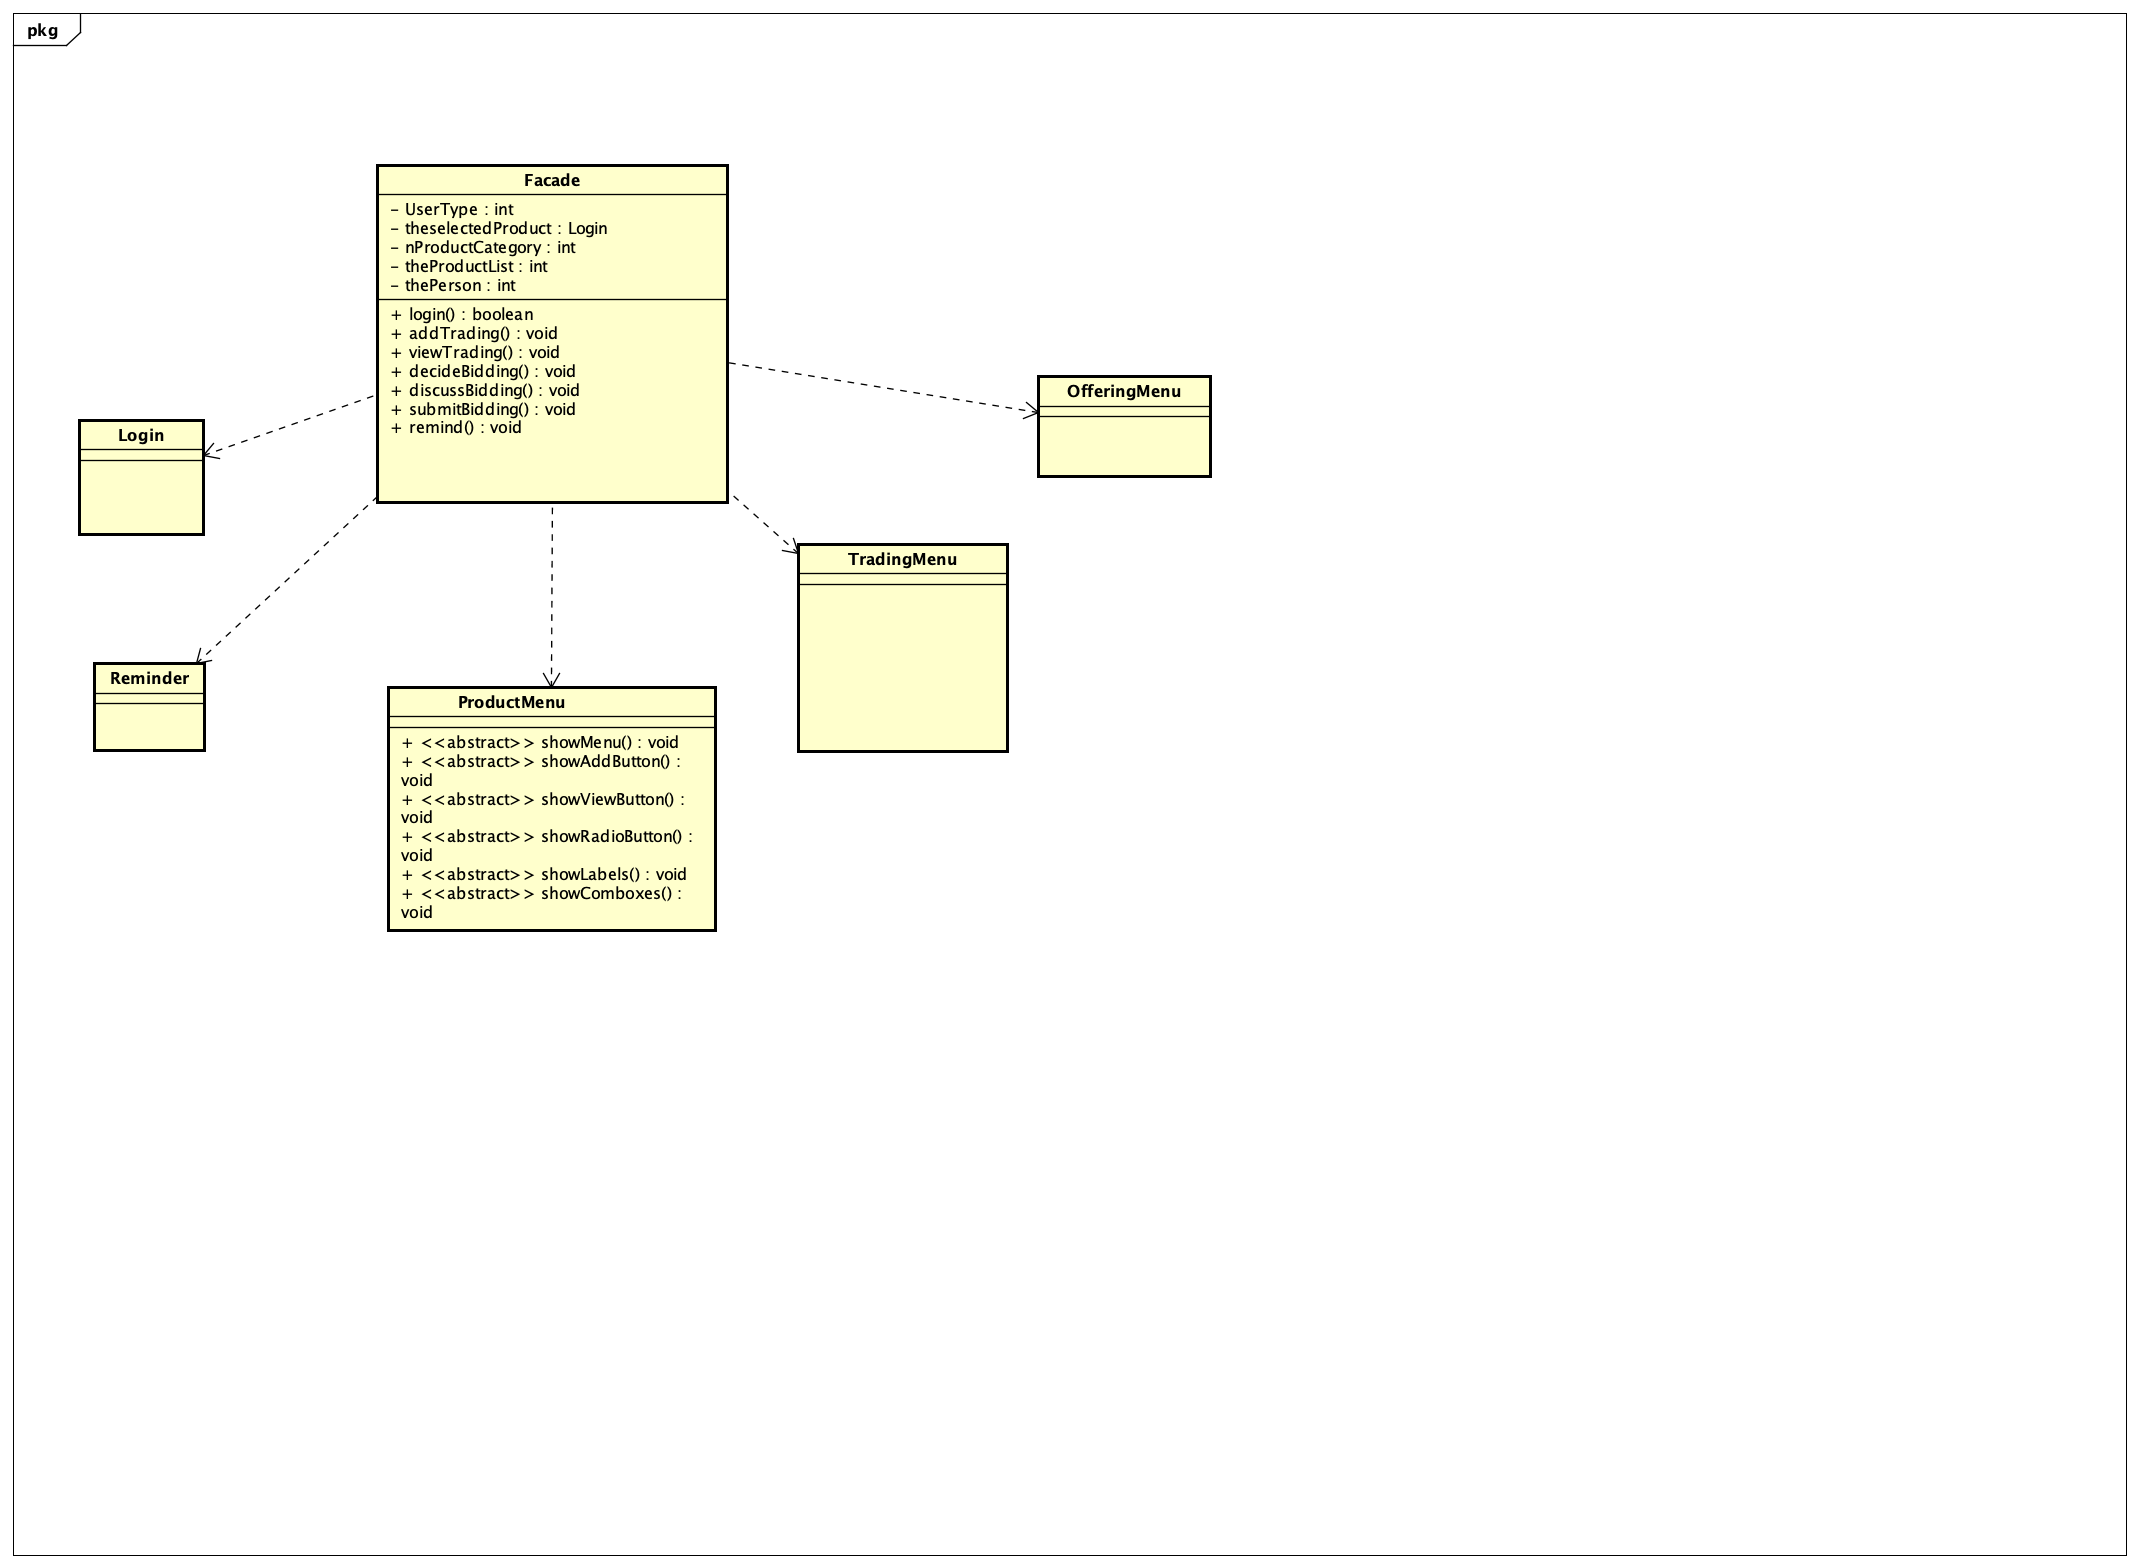 pkg
Facade
- UserType : int
- theselectedProduct : Login
- nProductCategory : int
- theProductList : int
- thePerson : int
+ login() : boolean
+ addTrading() : void
+ viewTrading() : void
+ decideBidding() : void
+ discussBidding() : void
+ submitBidding() : void
+ remind() : void
OfferingMenu
Login
TradingMenu
Reminder
ProductMenu
+ <<abstract>> showMenu() : void
+ <<abstract>> showAddButton() :
void
+ <<abstract>> showViewButton() :
void
+ <<abstract>> showRadioButton() :
void
+ <<abstract>> showLabels() : void
+ <<abstract>> showComboxes() :
void